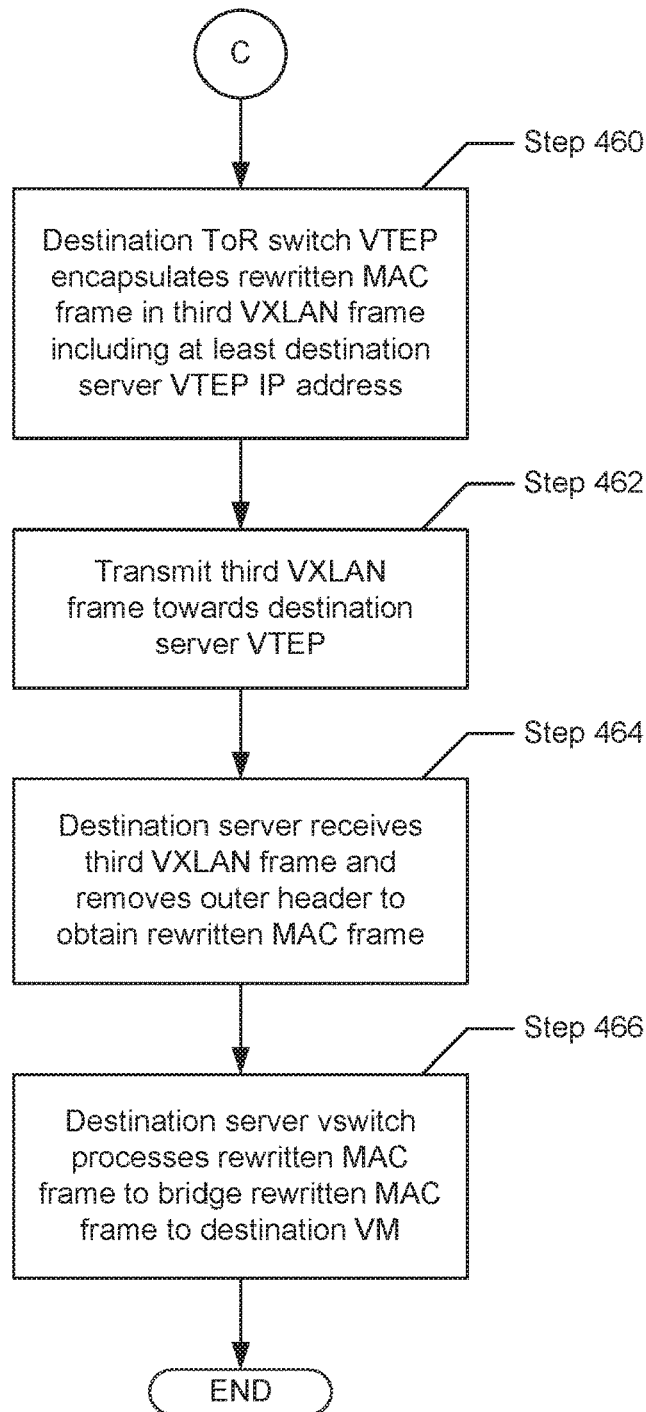 C
Step 460
Destination ToR switch VTEP
encapsulates rewritten MAC
frame in third VXLAN frame
including at least destination
server VTEP IP address
Step 462
Transmit third VXLAN
frame towards destination
server VTEP
Step 464
Destination server receives
third VXLAN frame and
removes outer header to
obtain rewritten MAC frame
Step 466
Destination server vswitch
processes rewritten MAC
frame to bridge rewritten MAC
frame to destination VM
END